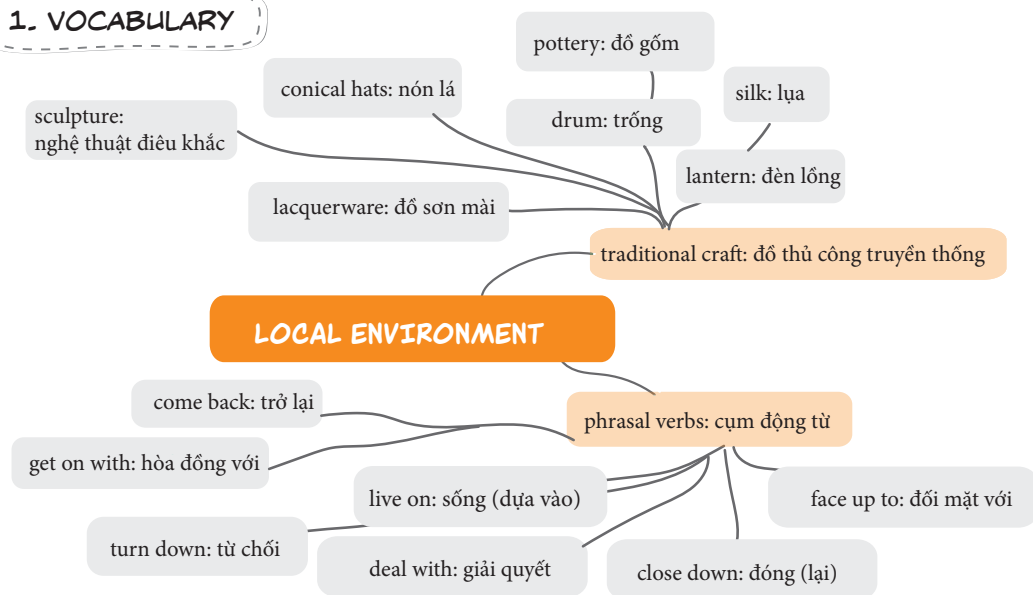 1. VOCABULARY
pottery: đồ gốm
conical hats: nón lá
silk: lụa
sculpture:
nghệ thuật điêu khắc
drum: trống
lantern: đèn lồng
lacquerware: đồ sơn mài
traditional craft: đồ thủ công truyền thống
LOCAL ENVIRONMENT
come back: trở lại
phrasal verbs: cụm động từ
get on with: hòa đồng với
live on: sống (dựa vào)
face up to: đối mặt với
turn down: từ chối
deal with: giải quyết
close down: đóng (lại)